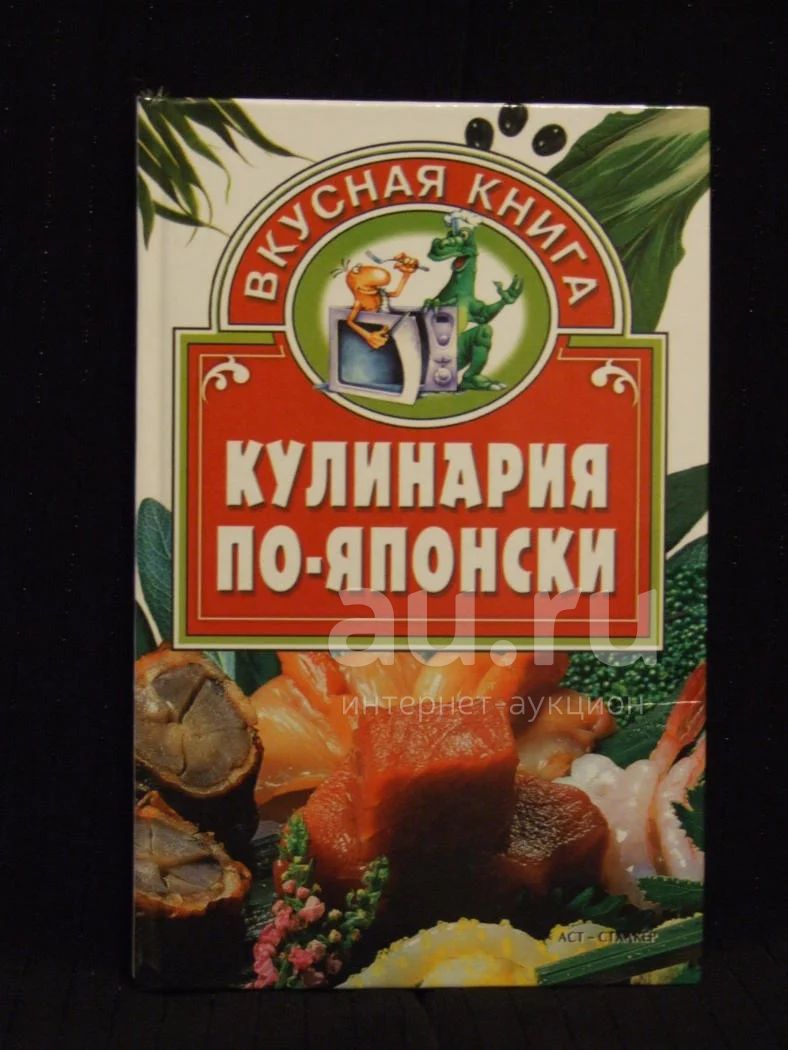 ВКУСНАЯ КНИГА
КУЛИНАРИЯ
ПО-ЯПОНСКИ
au.ru
интернет-аукцион
АСТ – СТАЛКЕР